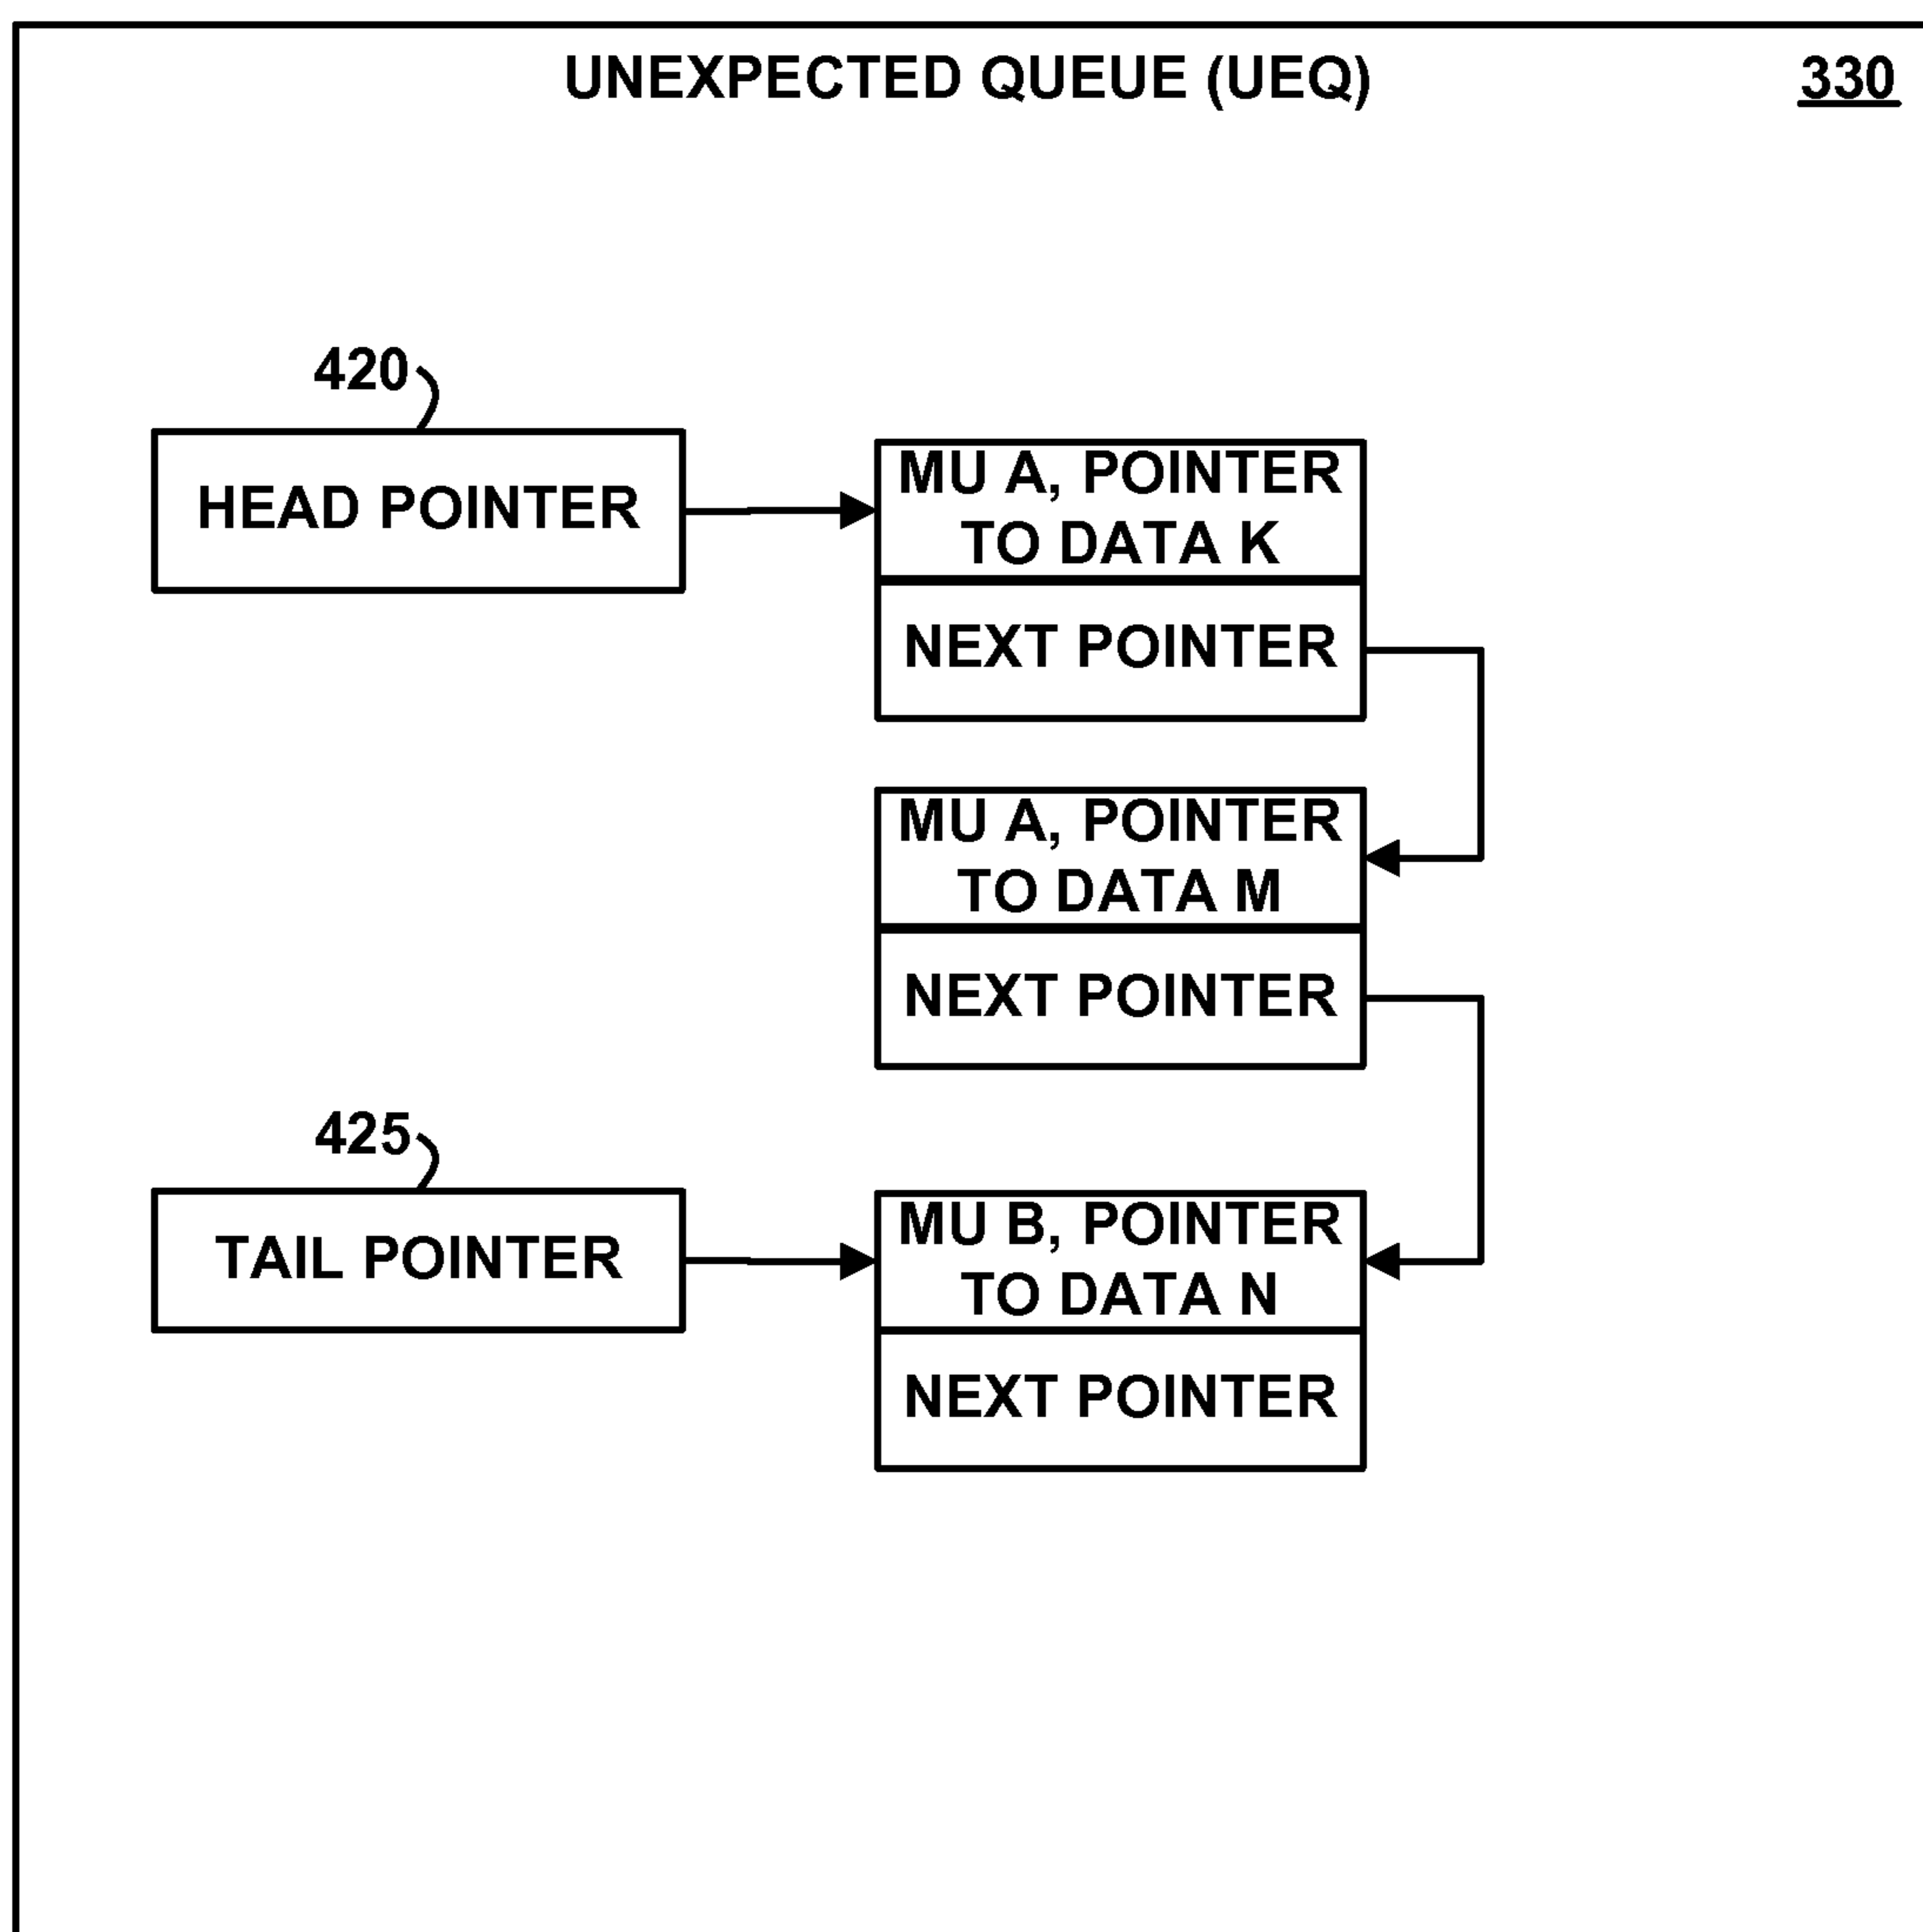 UNEXPECTED QUEUE (UEQ)
330
420
HEAD POINTER
MU A, POINTER
TO DATA K
NEXT POINTER
MU A, POINTER
TO DATA M
NEXT POINTER
425
TAIL POINTER
MU B, POINTER
TO DATA N
NEXT POINTER